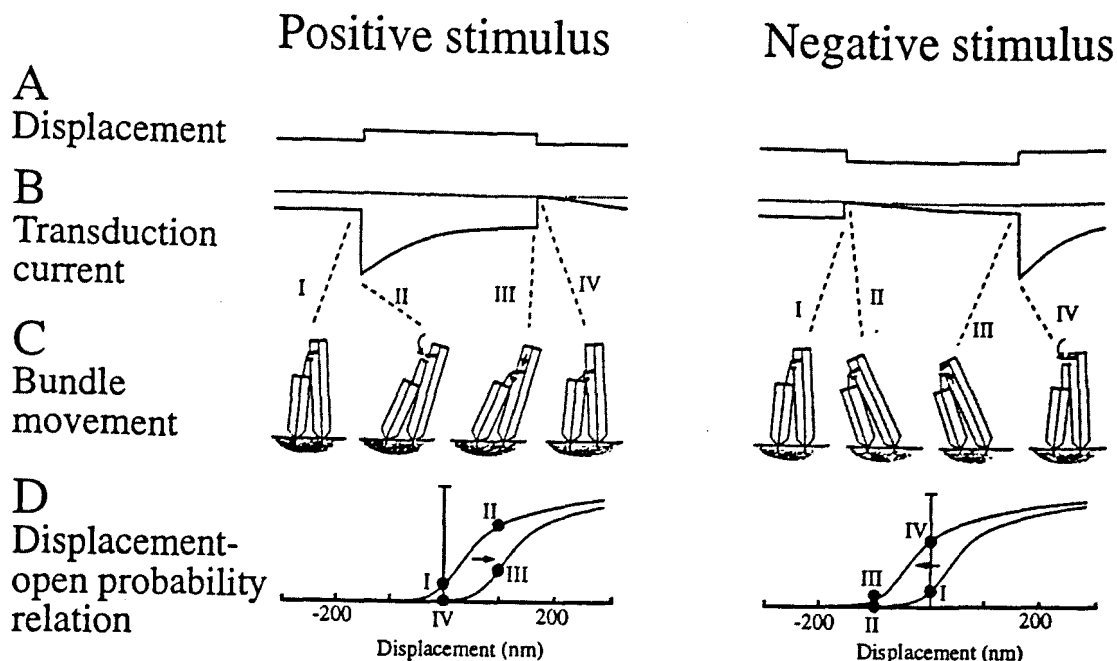 Positive stimulus
Negative stimulus
A
Displacement
B
Transduction
current
I
II
III
IV
I
II
III
IV
C
Bundle
movement
D
Displacement-
open probability
relation
I
II
III
IV
-200
200
Displacement (nm)
IV
III
I
II
-200
200
Displacement (nm)